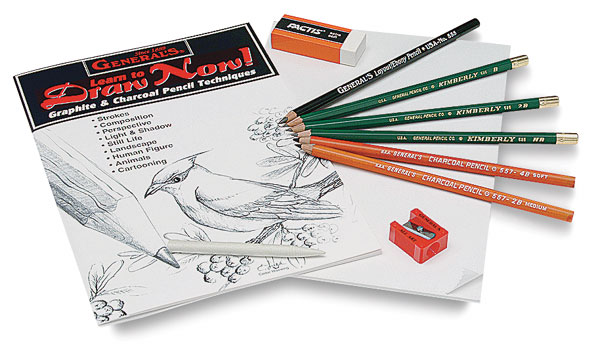 Since 1889
GENERAL'S
Learn to
Draw Now!
Graphite & Charcoal Pencil Techniques
• Strokes
• Composition
• Perspective
• Light & Shadow
• Still Life
• Landscape
• Human Figure
• Animals
• Cartooning
FACTIS
GENERAL'S Layout Ebony Pencil • USA-No. 555
USA GENERAL PENCIL CO. KIMBERLY 525 B
USA GENERAL PENCIL CO. KIMBERLY 525 2B
USA GENERAL PENCIL CO. KIMBERLY 525 HB
U.S.A. GENERAL'S CHARCOAL PENCIL 557-4B SOFT
U.S.A. GENERAL'S CHARCOAL PENCIL 557-2B MEDIUM
GENERAL'S